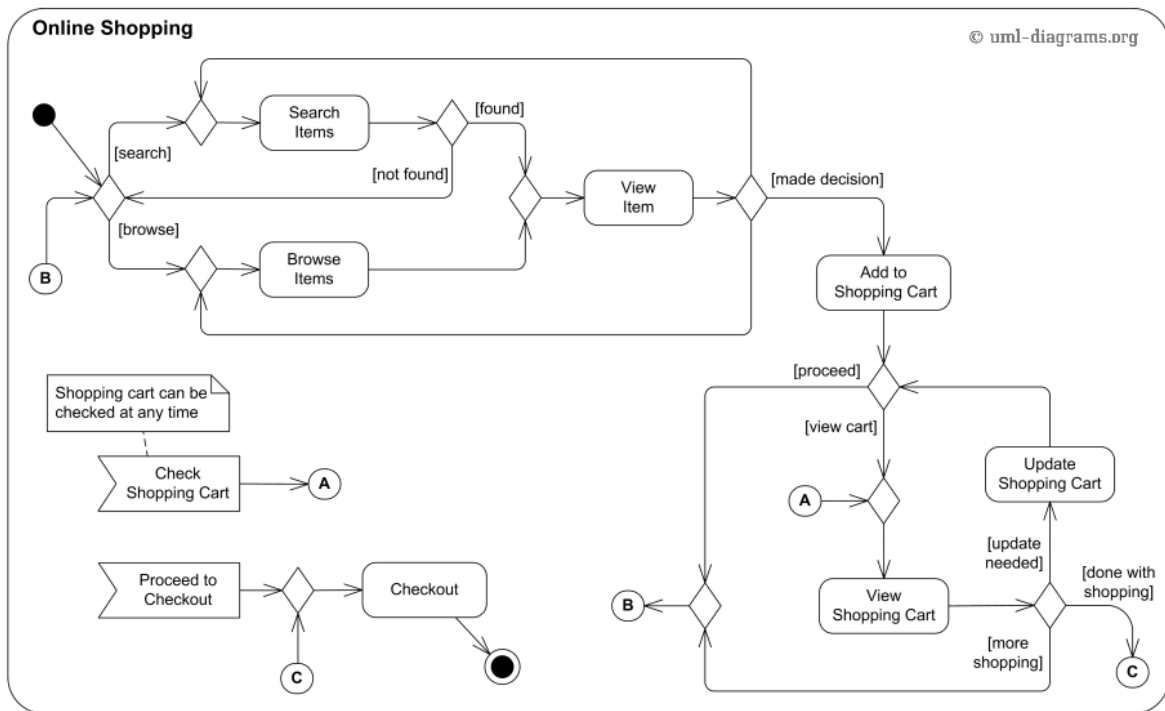 Online Shopping
© uml-diagrams.org
Search
Items
[found]
[search]
[not found]
View
Item
[made decision]
[browse]
B
Browse
Items
Add to
Shopping Cart
Shopping cart can be
checked at any time
[proceed]
[view cart]
Check
Shopping Cart
A
Update
Shopping Cart
A
[update
needed]
Proceed to
Checkout
Checkout
B
View
Shopping Cart
[done with
shopping]
[more
shopping]
C
C